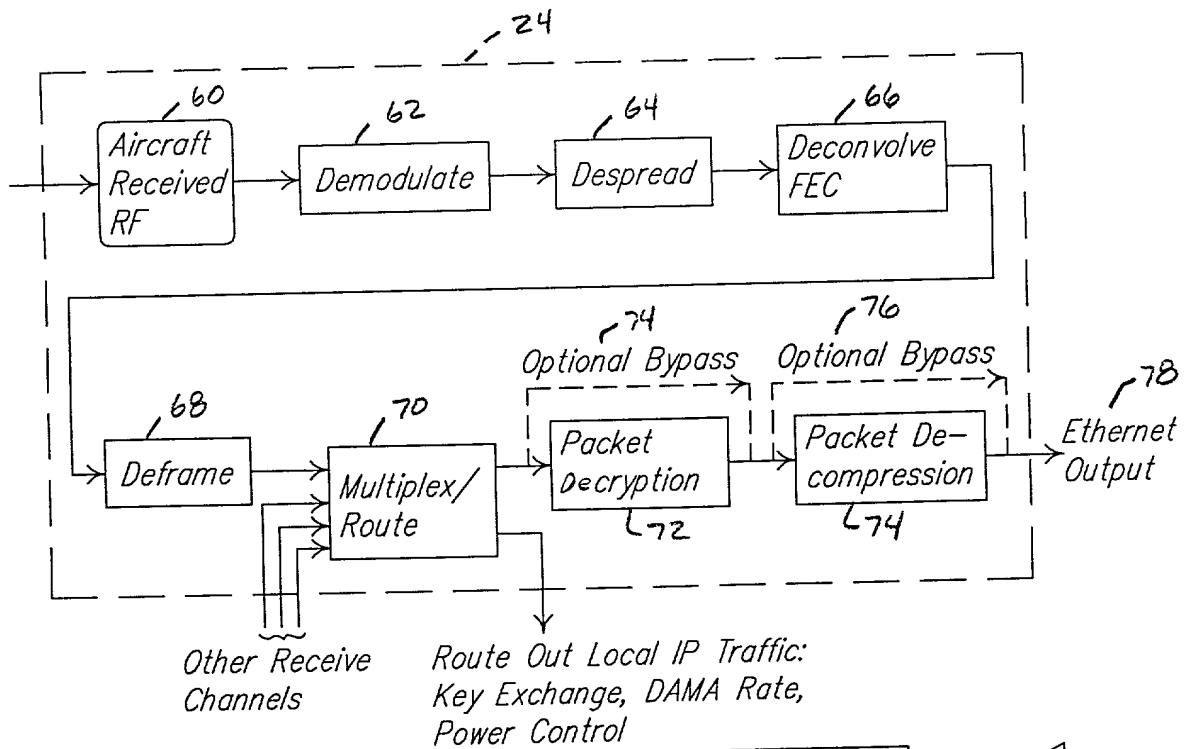 24
60
62
64
66
Aircraft
Received
RF
Demodulate
Despread
Deconvolve
FEC
74
76
Optional Bypass
Optional Bypass
78
68
70
Deframe
Multiplex/
Route
Packet
Decryption
Packet De-
compression
Ethernet
Output
72
74
Other Receive
Channels
Route Out Local IP Traffic:
Key Exchange, DAMA Rate,
Power Control